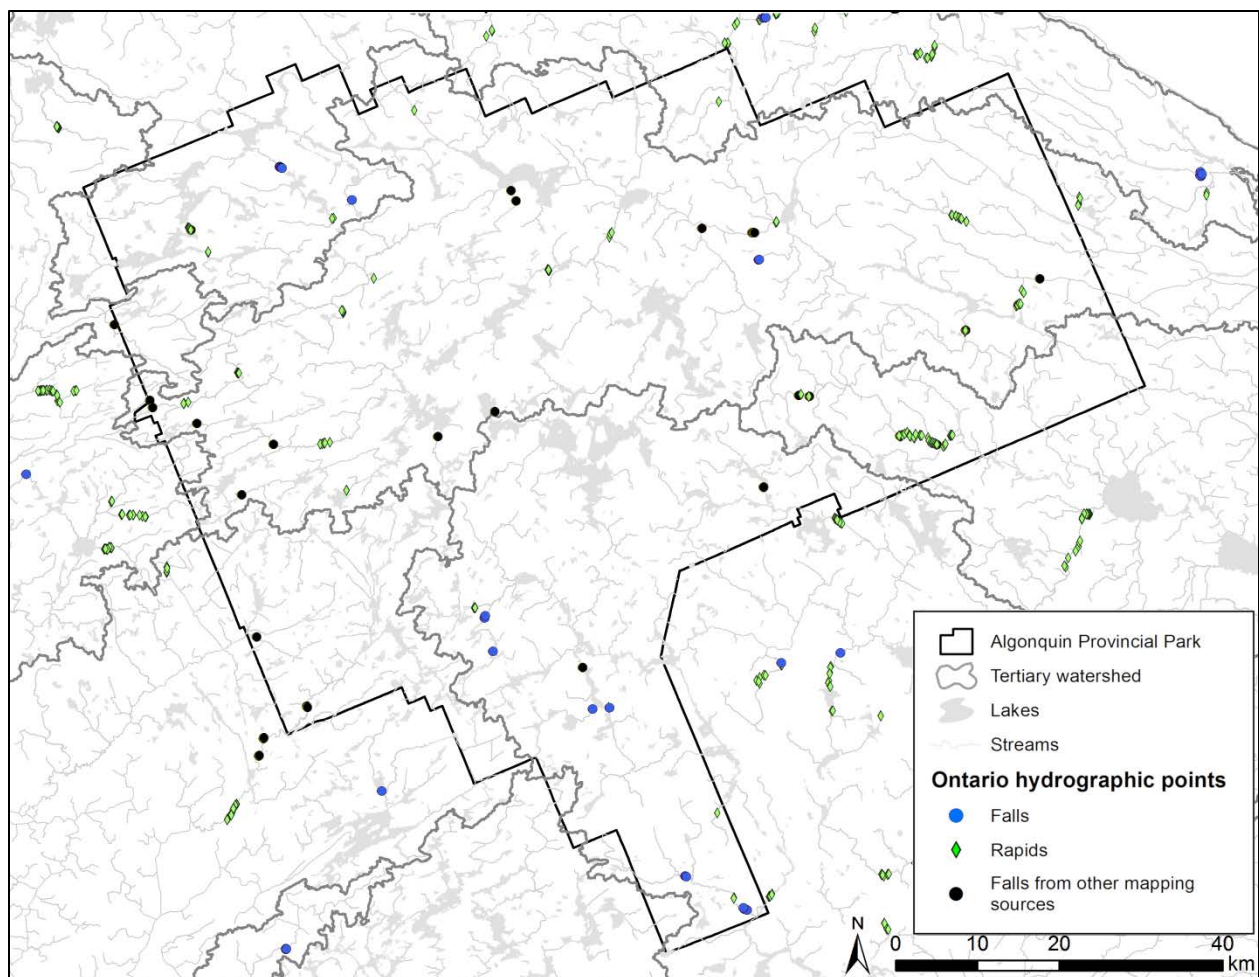 Algonquin Provincial Park
Tertiary watershed
Lakes
Streams
Ontario hydrographic points
Falls
Rapids
Falls from other mapping
sources
N
0 10 20 40
km